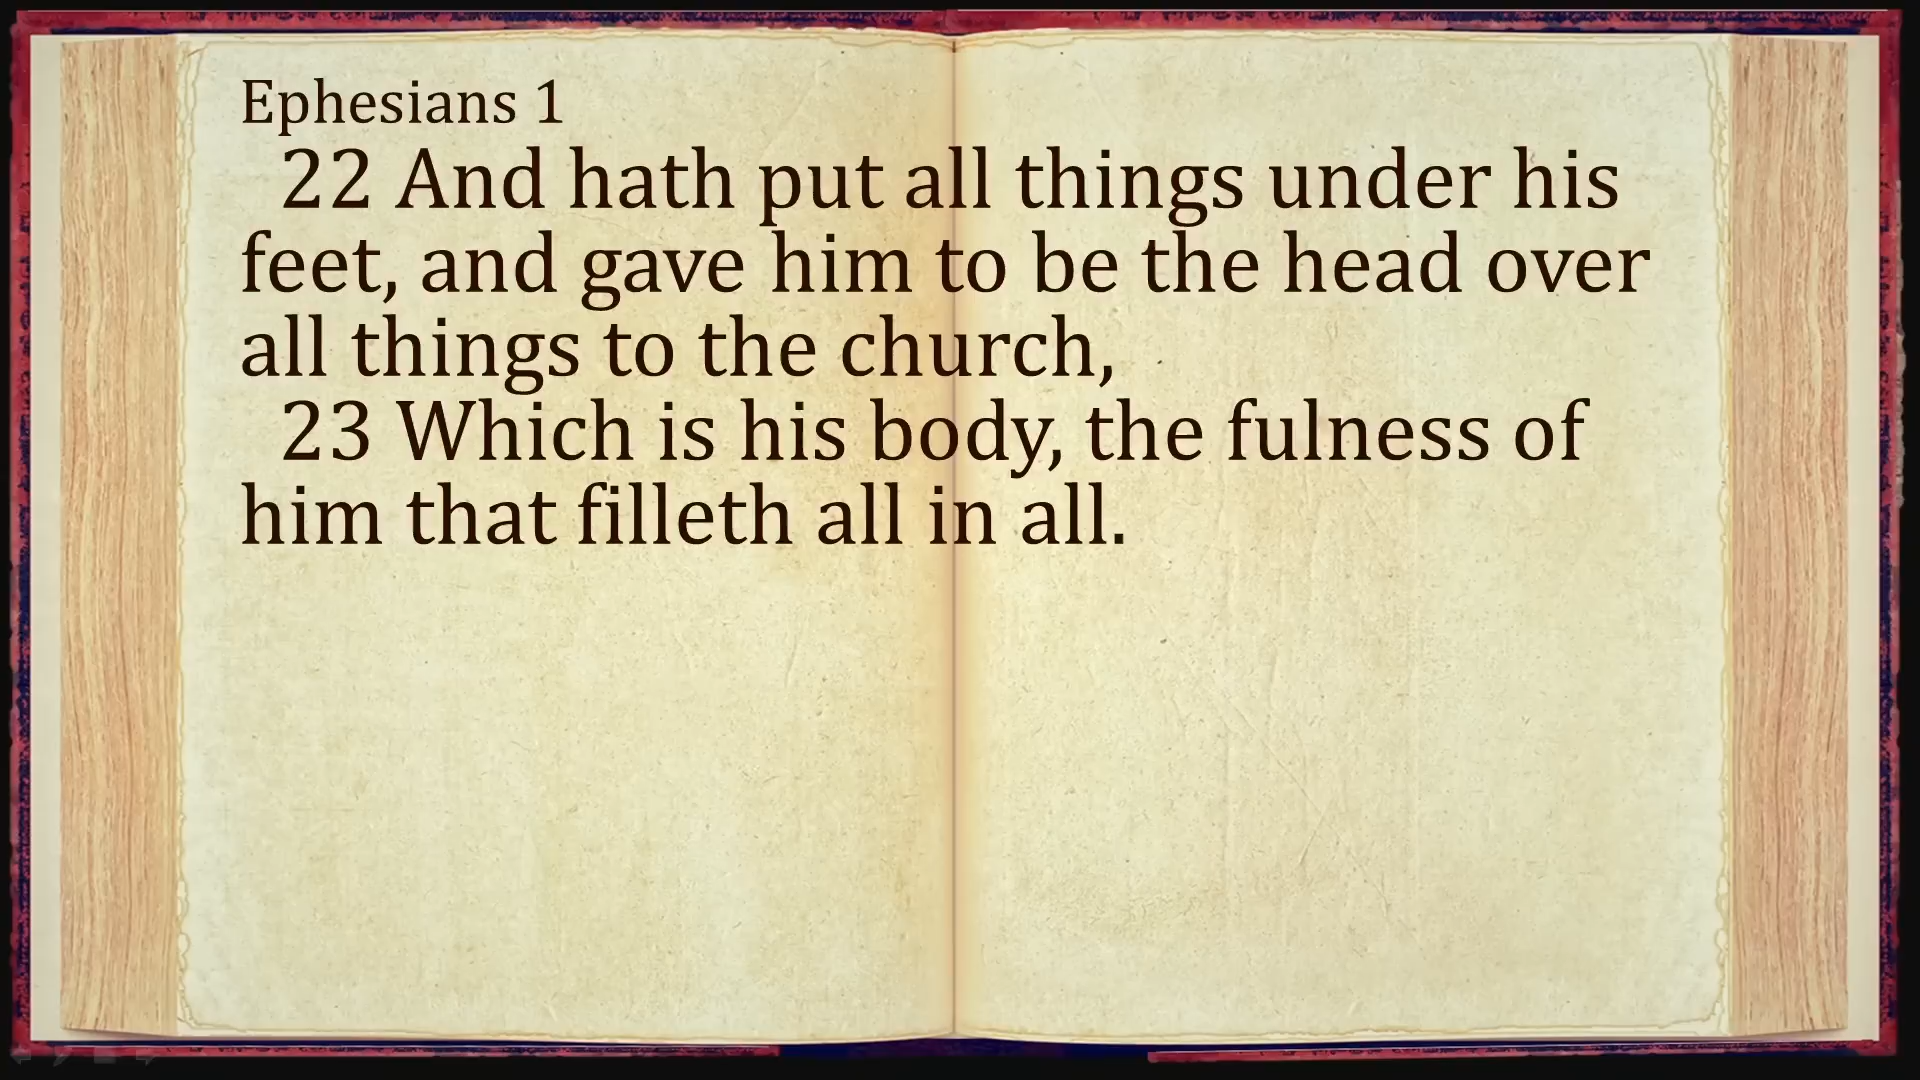 Ephesians 1
22 And hath put all things under his
feet, and gave him to be the head over
all things to the church,
23 Which is his body, the fulness of
him that filleth all in all.